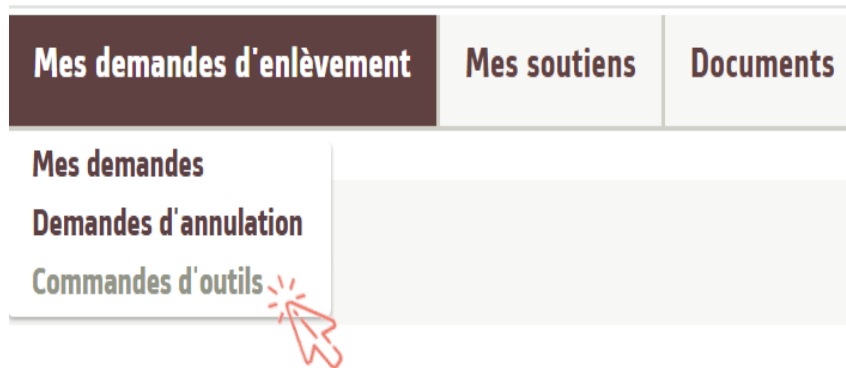 Mes demandes d'enlèvement Mes soutiens Documents
Mes demandes
Demandes d'annulation
Commandes d'outils